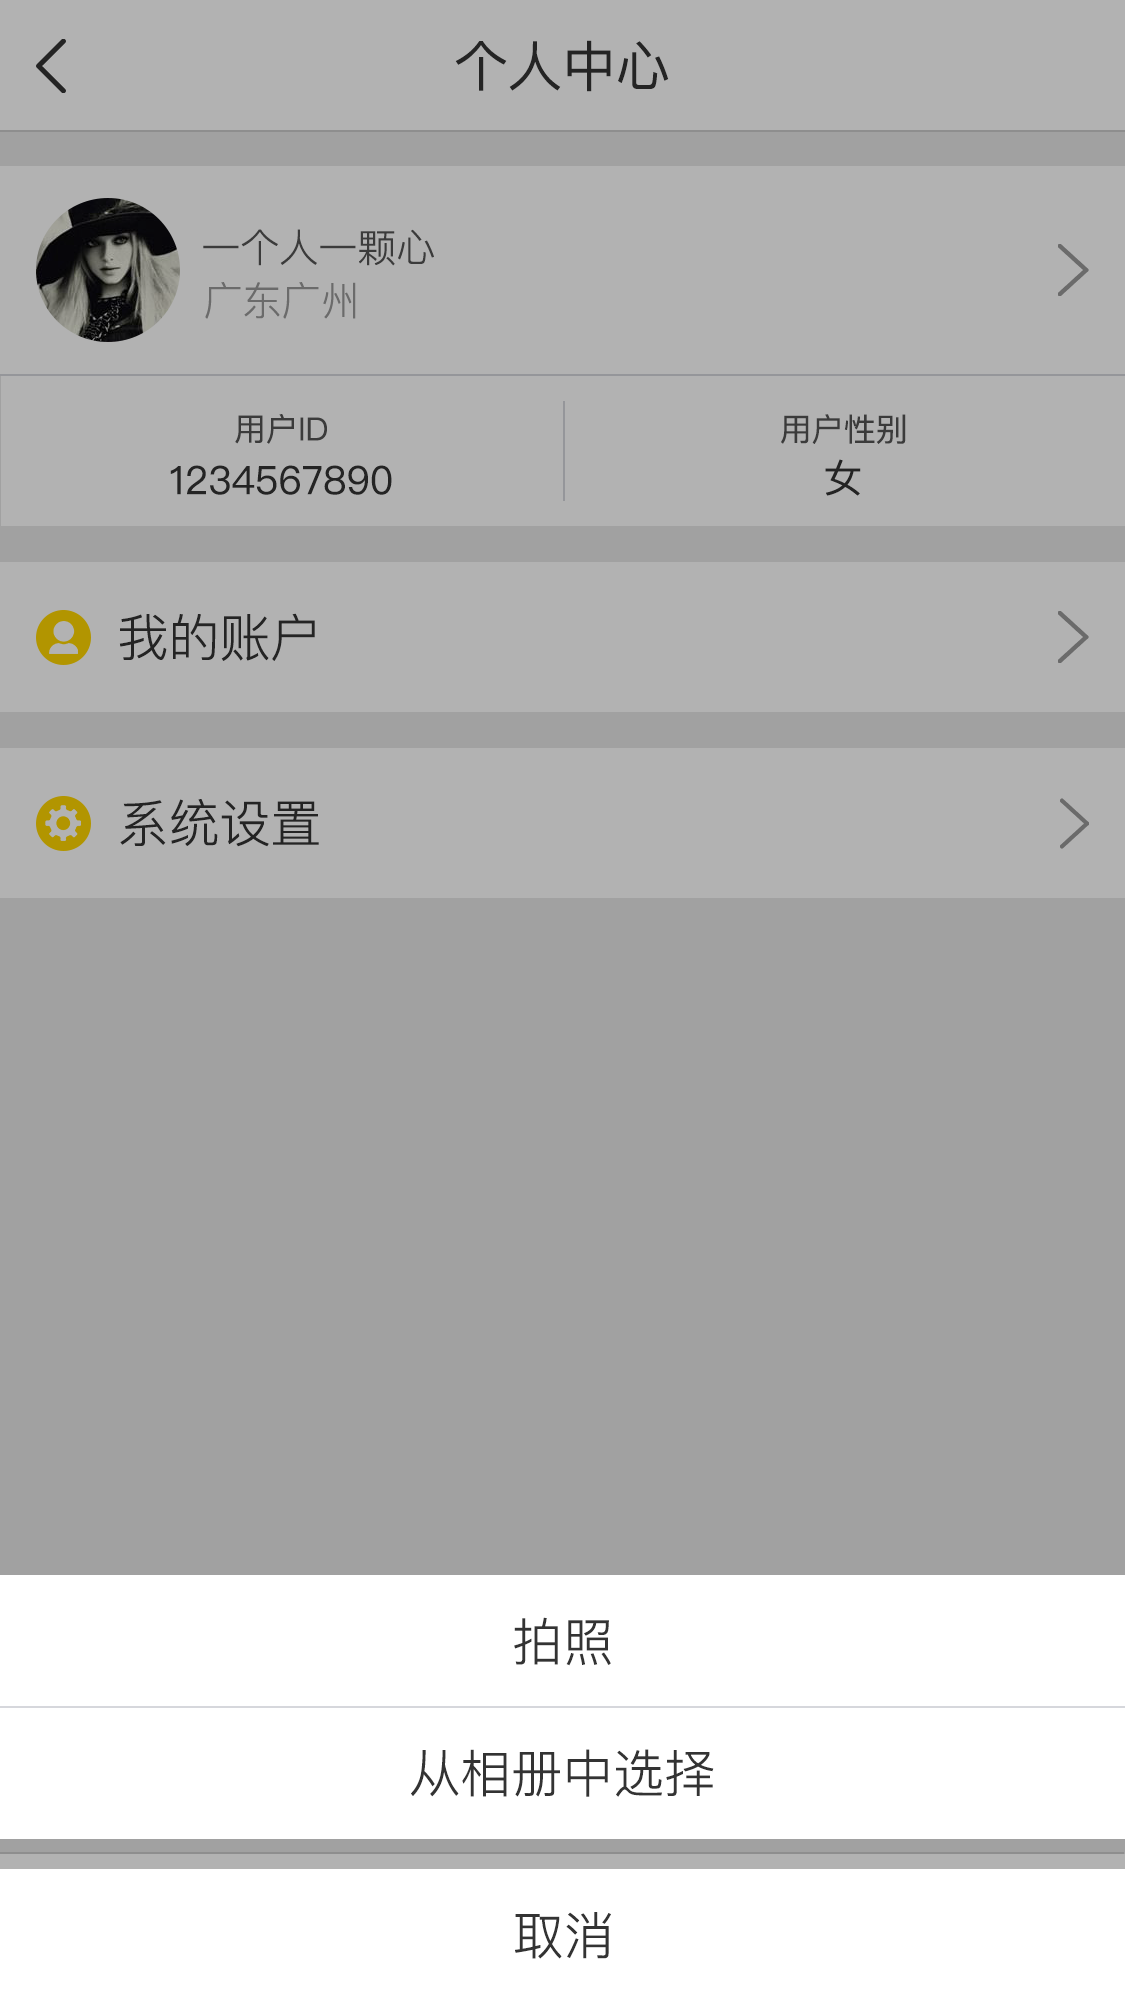 个人中心
一个人一颗心
广东广州
用户ID
1234567890
用户性别
女
我的账户
系统设置
拍照
从相册中选择
取消